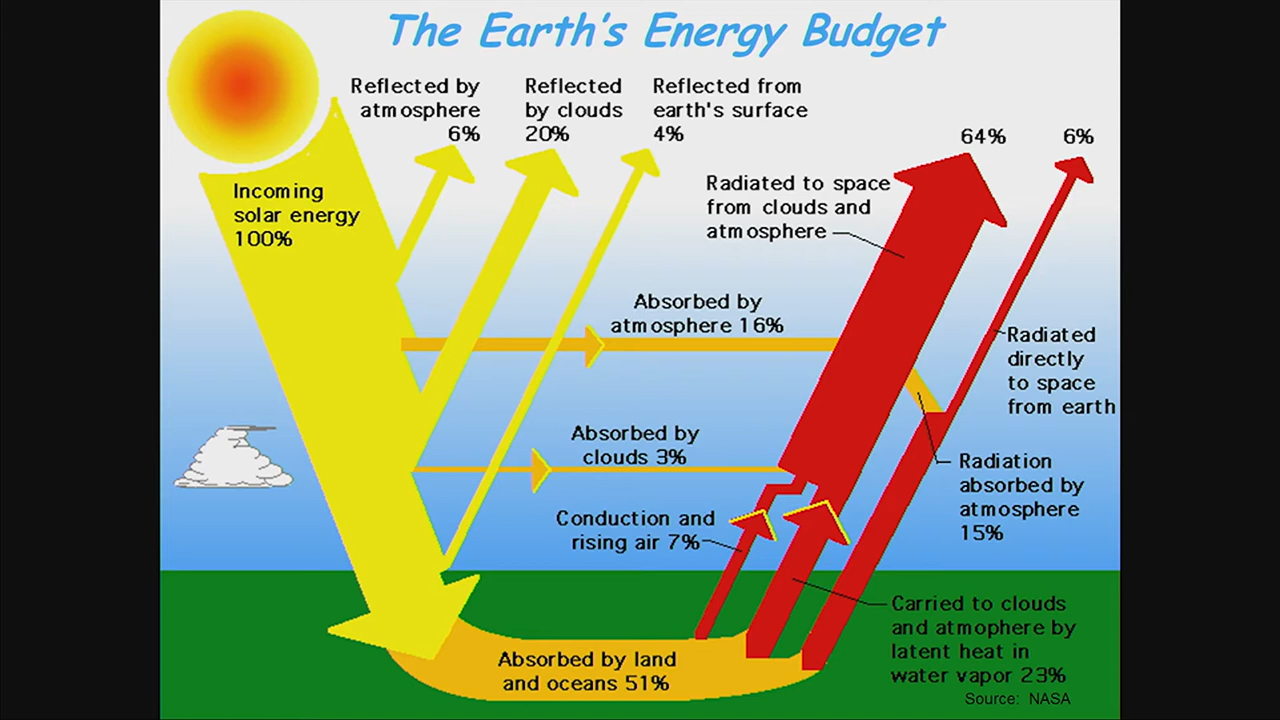 The Earth's Energy Budget
Reflected by
atmosphere
6%
Reflected
by clouds
20%
Reflected from
earth's surface
4%
64%
6%
Incoming
solar energy
100%
Radiated to space
from clouds and
atmosphere
Absorbed by
atmosphere 16%
Radiated
directly
to space
from earth
Absorbed by
clouds 3%
Radiation
absorbed by
atmosphere
15%
Conduction and
rising air 7%
Carried to clouds
and atmophere by
latent heat in
water vapor 23%
Absorbed by land
and oceans 51%
Source: NASA